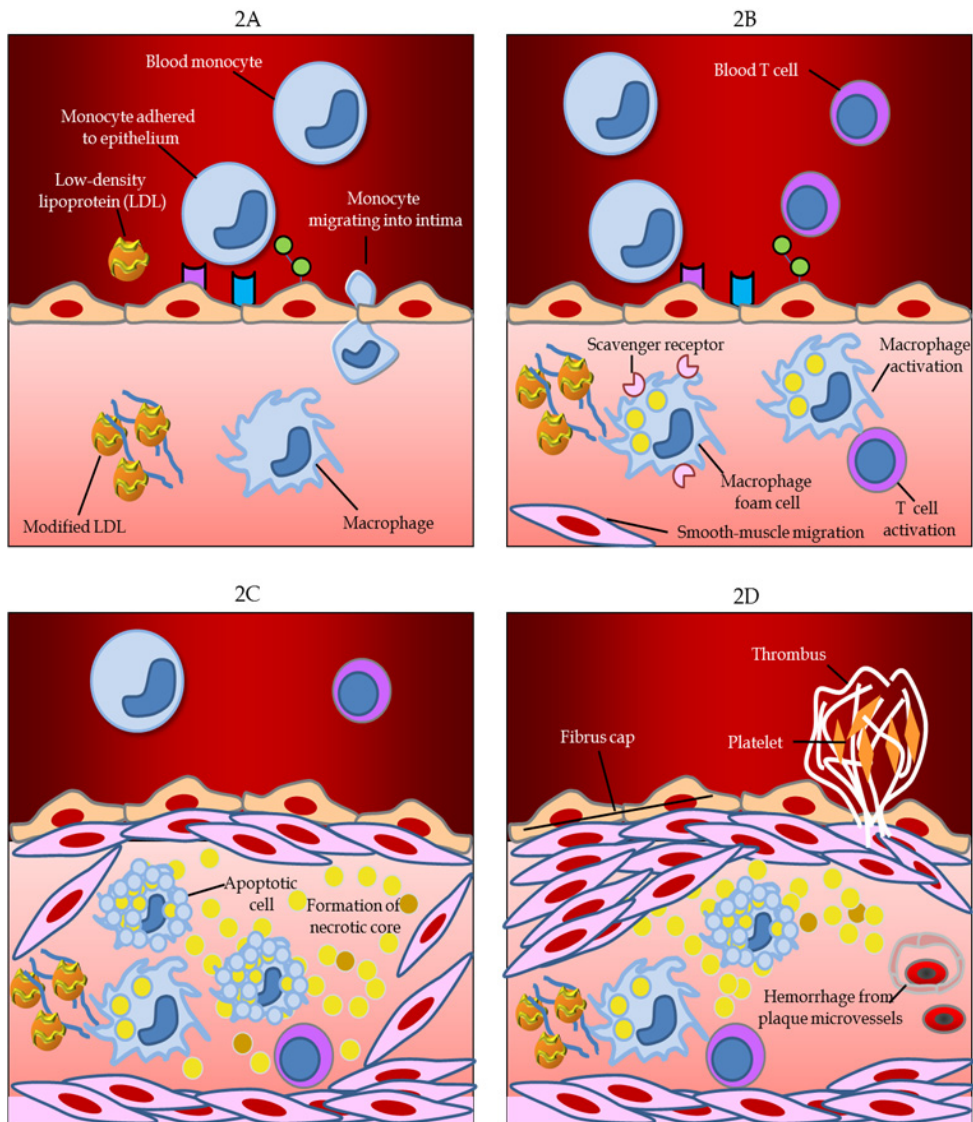 2A
Blood monocyte
Monocyte adhered
to epithelium
Low-density
lipoprotein (LDL)
Monocyte
migrating into intima
Modified LDL
Macrophage
2B
Blood T cell
Scavenger receptor
Macrophage
activation
Macrophage
foam cell
T cell
activation
Smooth-muscle migration
2C
Apoptotic
cell
Formation of
necrotic core
2D
Thrombus
Fibrus cap
Platelet
Hemorrhage from
plaque microvessels